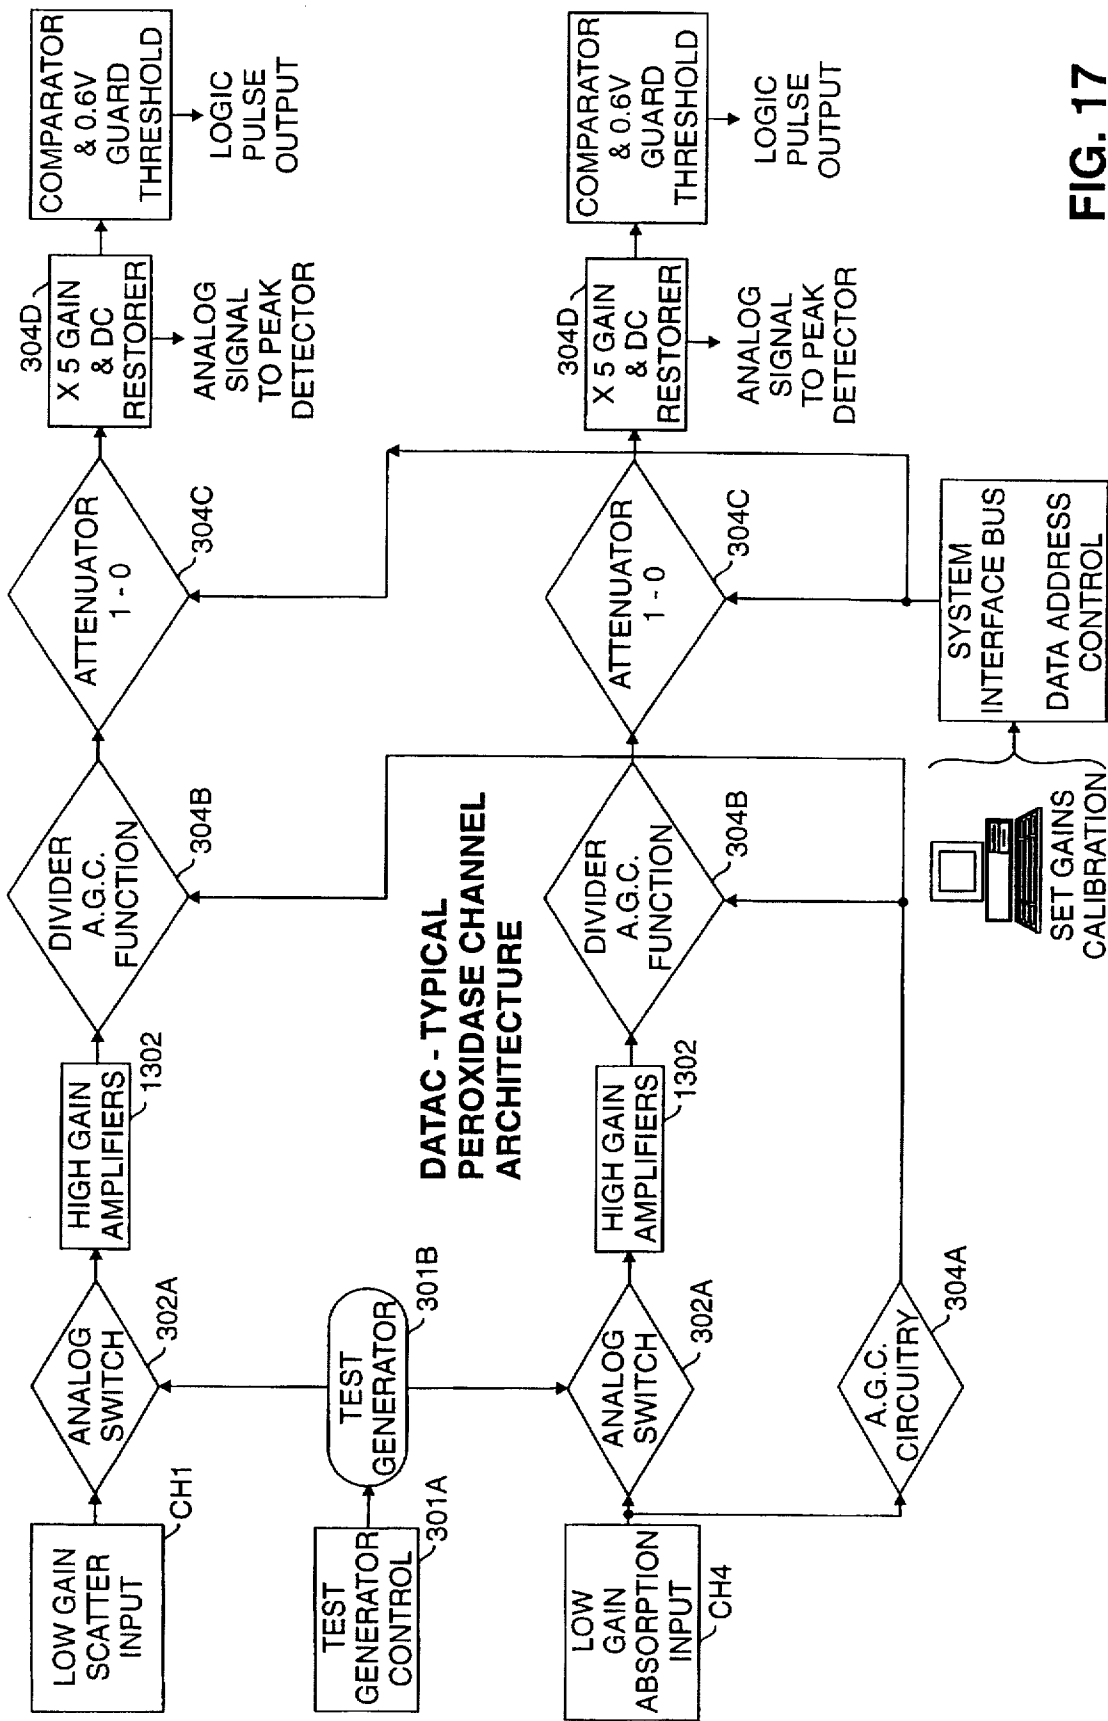 LOW GAIN
SCATTER
INPUT
CH1
ANALOG
SWITCH
302A
HIGH GAIN
AMPLIFIERS
1302
DIVIDER
A.G.C.
FUNCTION
304B
ATTENUATOR
1 - 0
304C
304D
X 5 GAIN
& DC
RESTORER
ANALOG
SIGNAL
TO PEAK
DETECTOR
COMPARATOR
& 0.6V
GUARD
THRESHOLD
LOGIC
PULSE
OUTPUT
TEST
GENERATOR
CONTROL
301A
TEST
GENERATOR
301B
DATAC - TYPICAL
PEROXIDASE CHANNEL
ARCHITECTURE
LOW
GAIN
ABSORPTION
INPUT
CH4
ANALOG
SWITCH
302A
HIGH GAIN
AMPLIFIERS
1302
DIVIDER
A.G.C.
FUNCTION
304B
ATTENUATOR
1 - 0
304C
304D
X 5 GAIN
& DC
RESTORER
ANALOG
SIGNAL
TO PEAK
DETECTOR
COMPARATOR
& 0.6V
GUARD
THRESHOLD
LOGIC
PULSE
OUTPUT
A.G.C.
CIRCUITRY
304A
SET GAINS
CALIBRATION
SYSTEM
INTERFACE BUS
DATA ADDRESS
CONTROL
FIG. 17